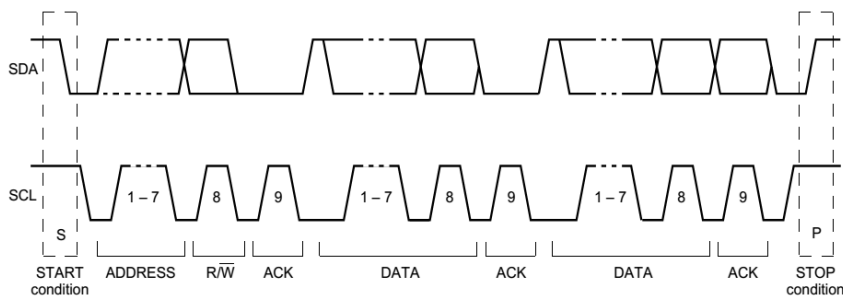 SDA
SCL
1 – 7 8 9 1 – 7 8 9 1 – 7 8 9
S P
START condition ADDRESS R/W̅ ACK DATA ACK DATA ACK STOP condition